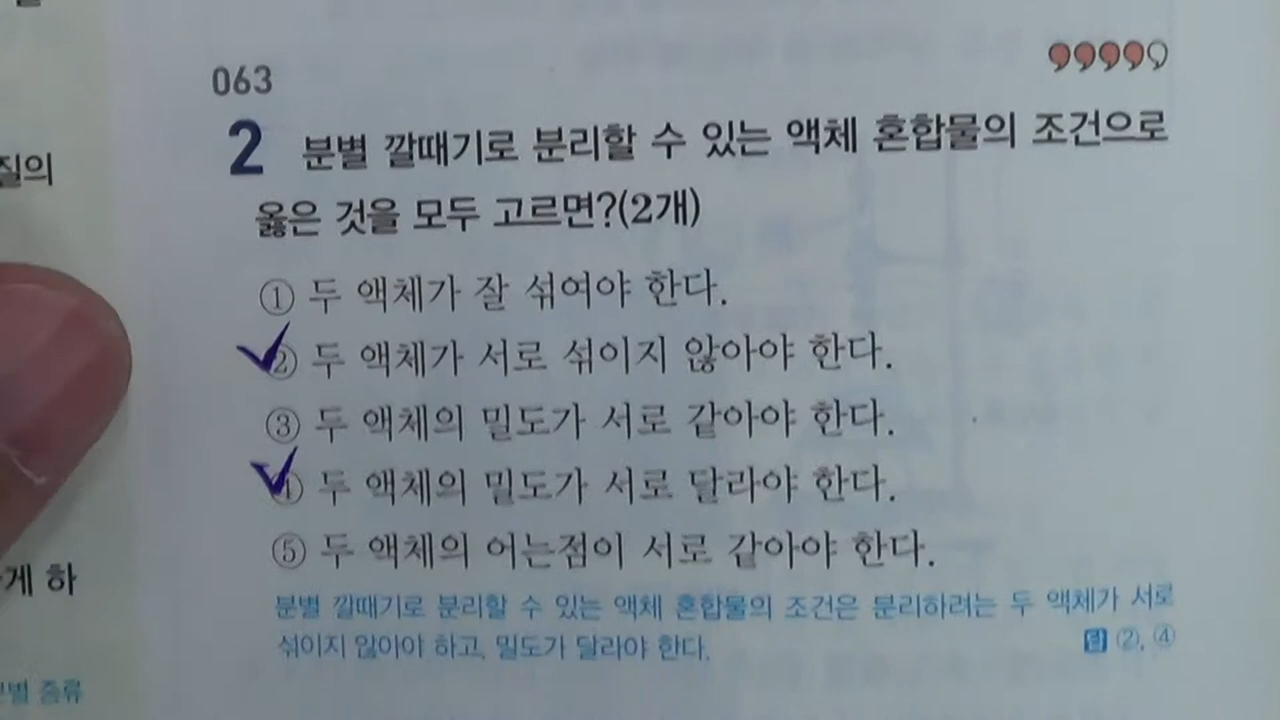 063
2 분별 깔때기로 분리할 수 있는 액체 혼합물의 조건으로
옳은 것을 모두 고르면?(2개)
① 두 액체가 잘 섞여야 한다.
② 두 액체가 서로 섞이지 않아야 한다.
③ 두 액체의 밀도가 서로 같아야 한다.
④ 두 액체의 밀도가 서로 달라야 한다.
⑤ 두 액체의 어는점이 서로 같아야 한다.
분별 깔때기로 분리할 수 있는 액체 혼합물의 조건은 분리하려는 두 액체가 서로
섞이지 않아야 하고, 밀도가 달라야 한다. 답 ②, ④
질의
게 하
증류